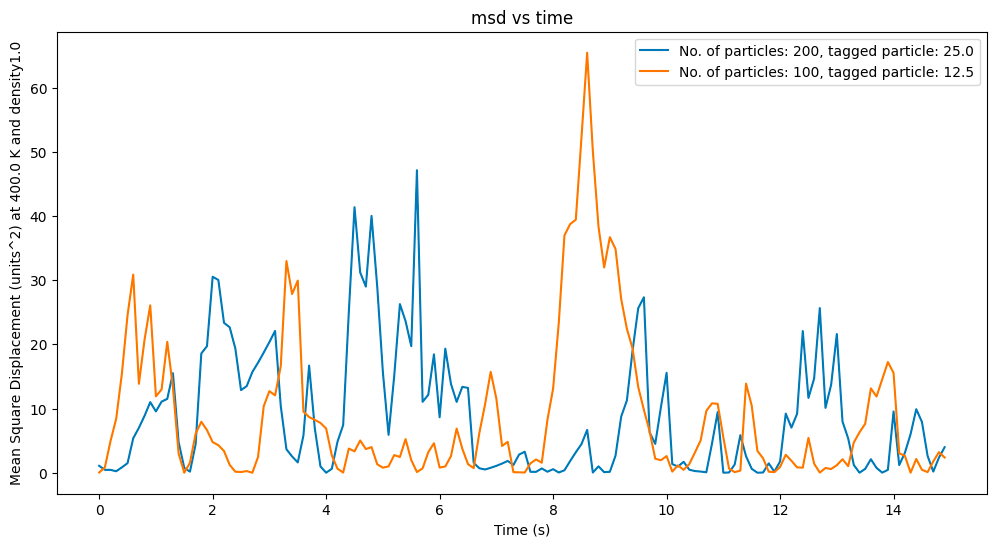 msd vs time
No. of particles: 200, tagged particle: 25.0
No. of particles: 100, tagged particle: 12.5
Mean Square Displacement (units^2) at 400.0 K and density1.0
60
50
40
30
20
10
0
0 2 4 6 8 10 12 14
Time (s)